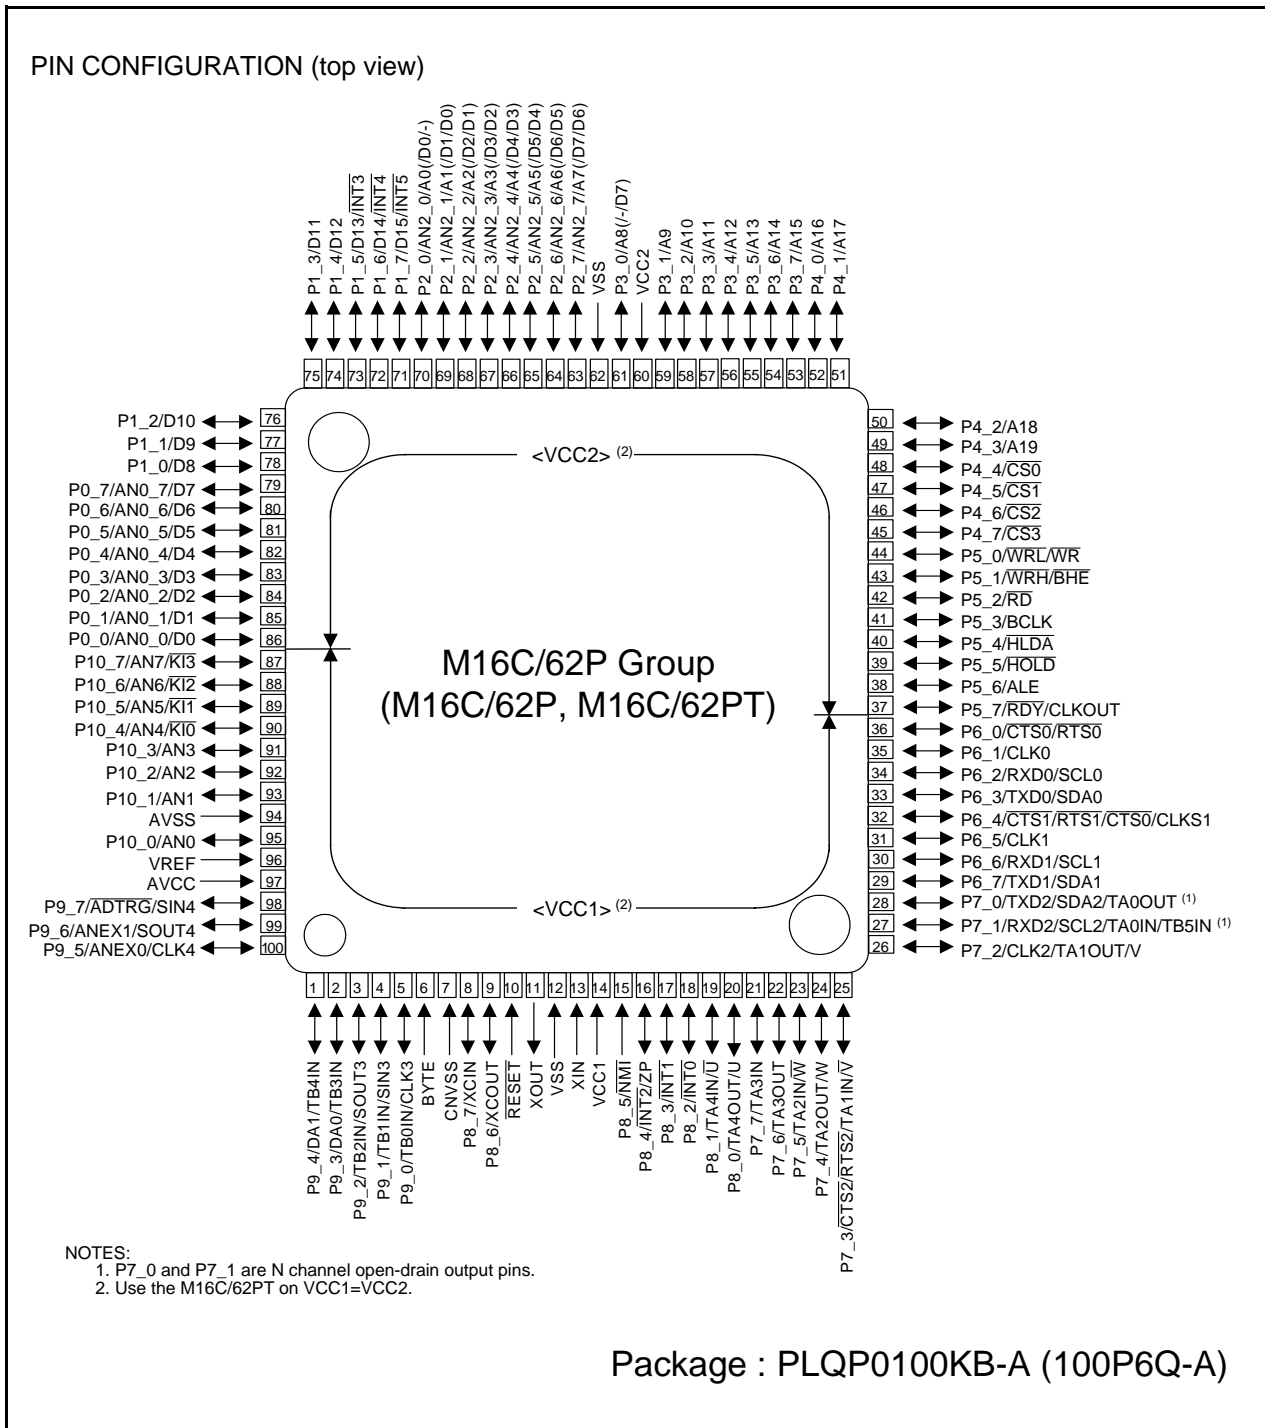 PIN CONFIGURATION (top view)
P1_3/D11
P1_4/D12
P1_5/D13/INT3
P1_6/D14/INT4
P1_7/D15/INT5
P2_0/AN2_0/A0(/D0/-)
P2_1/AN2_1/A1(/D1/D0)
P2_2/AN2_2/A2(/D2/D1)
P2_3/AN2_3/A3(/D3/D2)
P2_4/AN2_4/A4(/D4/D3)
P2_5/AN2_5/A5(/D5/D4)
P2_6/AN2_6/A6(/D6/D5)
P2_7/AN2_7/A7(/D7/D6)
VSS
P3_0/A8(/-/D7)
VCC2
P3_1/A9
P3_2/A10
P3_3/A11
P3_4/A12
P3_5/A13
P3_6/A14
P3_7/A15
P4_0/A16
P4_1/A17
75 74 73 72 71 70 69 68 67 66 65 64 63 62 61 60 59 58 57 56 55 54 53 52 51
P1_2/D10 76
P1_1/D9 77
P1_0/D8 78
P0_7/AN0_7/D7 79
P0_6/AN0_6/D6 80
P0_5/AN0_5/D5 81
P0_4/AN0_4/D4 82
P0_3/AN0_3/D3 83
P0_2/AN0_2/D2 84
P0_1/AN0_1/D1 85
P0_0/AN0_0/D0 86
P10_7/AN7/KI3 87
P10_6/AN6/KI2 88
P10_5/AN5/KI1 89
P10_4/AN4/KI0 90
P10_3/AN3 91
P10_2/AN2 92
P10_1/AN1 93
AVSS 94
P10_0/AN0 95
VREF 96
AVCC 97
P9_7/ADTRG/SIN4 98
P9_6/ANEX1/SOUT4 99
P9_5/ANEX0/CLK4 100
<VCC2> (2)
M16C/62P Group
(M16C/62P, M16C/62PT)
<VCC1> (2)
50 P4_2/A18
49 P4_3/A19
48 P4_4/CS0
47 P4_5/CS1
46 P4_6/CS2
45 P4_7/CS3
44 P5_0/WRL/WR
43 P5_1/WRH/BHE
42 P5_2/RD
41 P5_3/BCLK
40 P5_4/HLDA
39 P5_5/HOLD
38 P5_6/ALE
37 P5_7/RDY/CLKOUT
36 P6_0/CTS0/RTS0
35 P6_1/CLK0
34 P6_2/RXD0/SCL0
33 P6_3/TXD0/SDA0
32 P6_4/CTS1/RTS1/CTS0/CLKS1
31 P6_5/CLK1
30 P6_6/RXD1/SCL1
29 P6_7/TXD1/SDA1
28 P7_0/TXD2/SDA2/TA0OUT (1)
27 P7_1/RXD2/SCL2/TA0IN/TB5IN (1)
26 P7_2/CLK2/TA1OUT/V
1 2 3 4 5 6 7 8 9 10 11 12 13 14 15 16 17 18 19 20 21 22 23 24 25
P9_4/DA1/TB4IN
P9_3/DA0/TB3IN
P9_2/TB2IN/SOUT3
P9_1/TB1IN/SIN3
P9_0/TB0IN/CLK3
BYTE
CNVSS
P8_7/XCIN
P8_6/XCOUT
RESET
XOUT
VSS
XIN
VCC1
P8_5/NMI
P8_4/INT2/ZP
P8_3/INT1
P8_2/INT0
P8_1/TA4IN/U
P8_0/TA4OUT/U
P7_7/TA3IN
P7_6/TA3OUT
P7_5/TA2IN/W
P7_4/TA2OUT/W
P7_3/CTS2/RTS2/TA1IN/V
NOTES:
1. P7_0 and P7_1 are N channel open-drain output pins.
2. Use the M16C/62PT on VCC1=VCC2.
Package : PLQP0100KB-A (100P6Q-A)